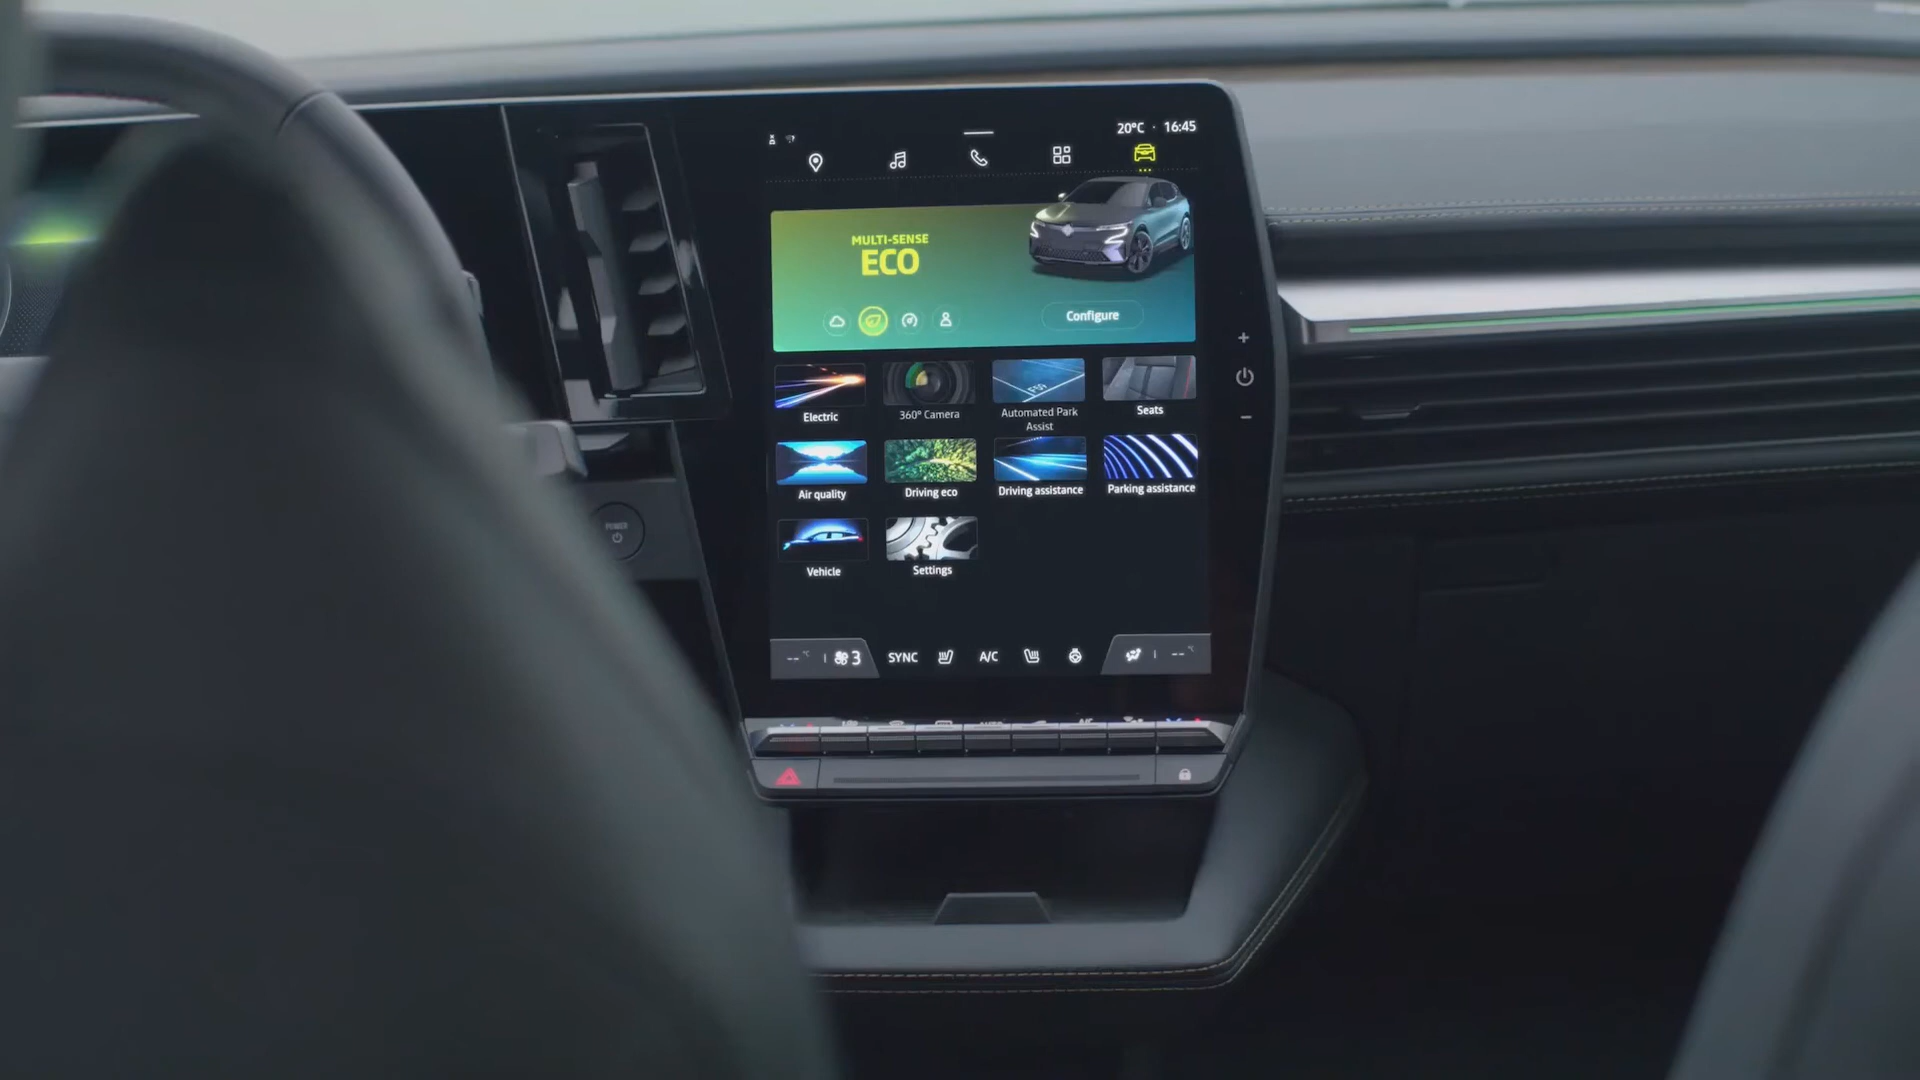 20°C · 16:45
MULTI-SENSE
ECO
Configure
Electric
360° Camera
Automated Park
Assist
Seats
Air quality
Driving eco
Driving assistance
Parking assistance
Vehicle
Settings
POWER
-- °C
3
SYNC
A/C
-- °C